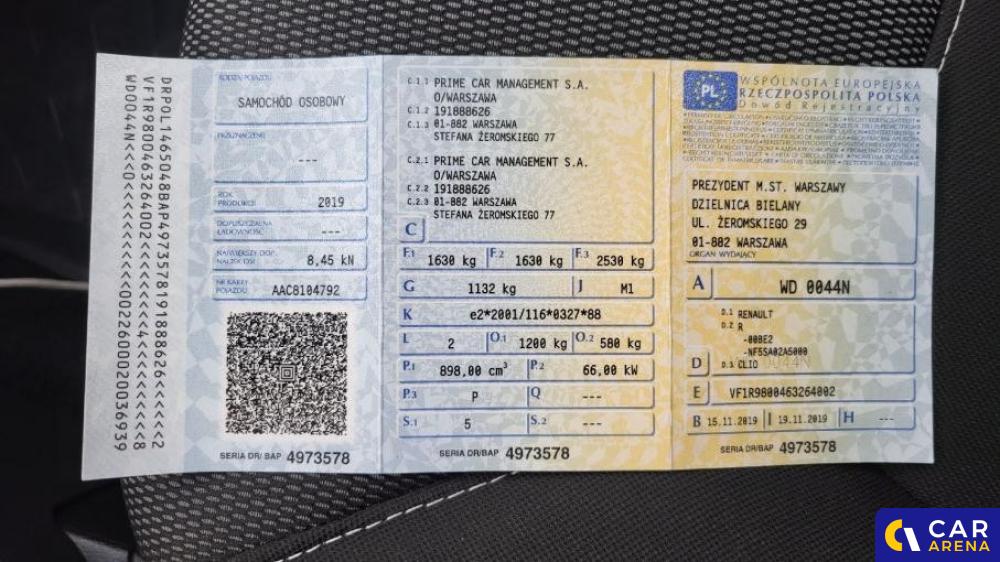 DRPOL1465048BAP4973578191888626<<<<<<2
VF1R9800463264002<<<<<<<<4<<<<<<<<<<<8
WD0044N<<<0<<<<<<<<<<<<<0022600020036939
RODZAJ POJAZDU
SAMOCHÓD OSOBOWY
PRZEZNACZENIE
---
ROK PRODUKCJI
2019
DOPUSZCZALNA ŁADOWNOŚĆ
---
NAJWIĘKSZY DOP. NACISK OSI
8,45 kN
NR KARTY POJAZDU
AAC8104792
SERIA DR/BAP 4973578
C.1.1 PRIME CAR MANAGEMENT S.A.
O/WARSZAWA
C.1.2 191888626
C.1.3 01-882 WARSZAWA
STEFANA ŻEROMSKIEGO 77
C.2.1 PRIME CAR MANAGEMENT S.A.
O/WARSZAWA
C.2.2 191888626
C.2.3 01-882 WARSZAWA
STEFANA ŻEROMSKIEGO 77
C
F.1 1630 kg F.2 1630 kg F.3 2530 kg
G 1132 kg J M1
K e2*2001/116*0327*88
L 2 O.1 1200 kg O.2 580 kg
P.1 898,00 cm³ P.2 66,00 kW
P.3 P Q ---
S.1 5 S.2 ---
SERIA DR/BAP 4973578
PL
WSPÓLNOTA EUROPEJSKA
RZECZPOSPOLITA POLSKA
Dowód Rejestracyjny
PREZYDENT M.ST. WARSZAWY
DZIELNICA BIELANY
UL. ŻEROMSKIEGO 29
01-882 WARSZAWA
ORGAN WYDAJĄCY
A WD 0044N
D.1 RENAULT
D.2 R
-00BE2
-NF5SA02A5000
D D.3 CLIO
E VF1R9800463264002
B 15.11.2019 I 19.11.2019 H ---
SERIA DR/BAP 4973578
CAR
ARENA